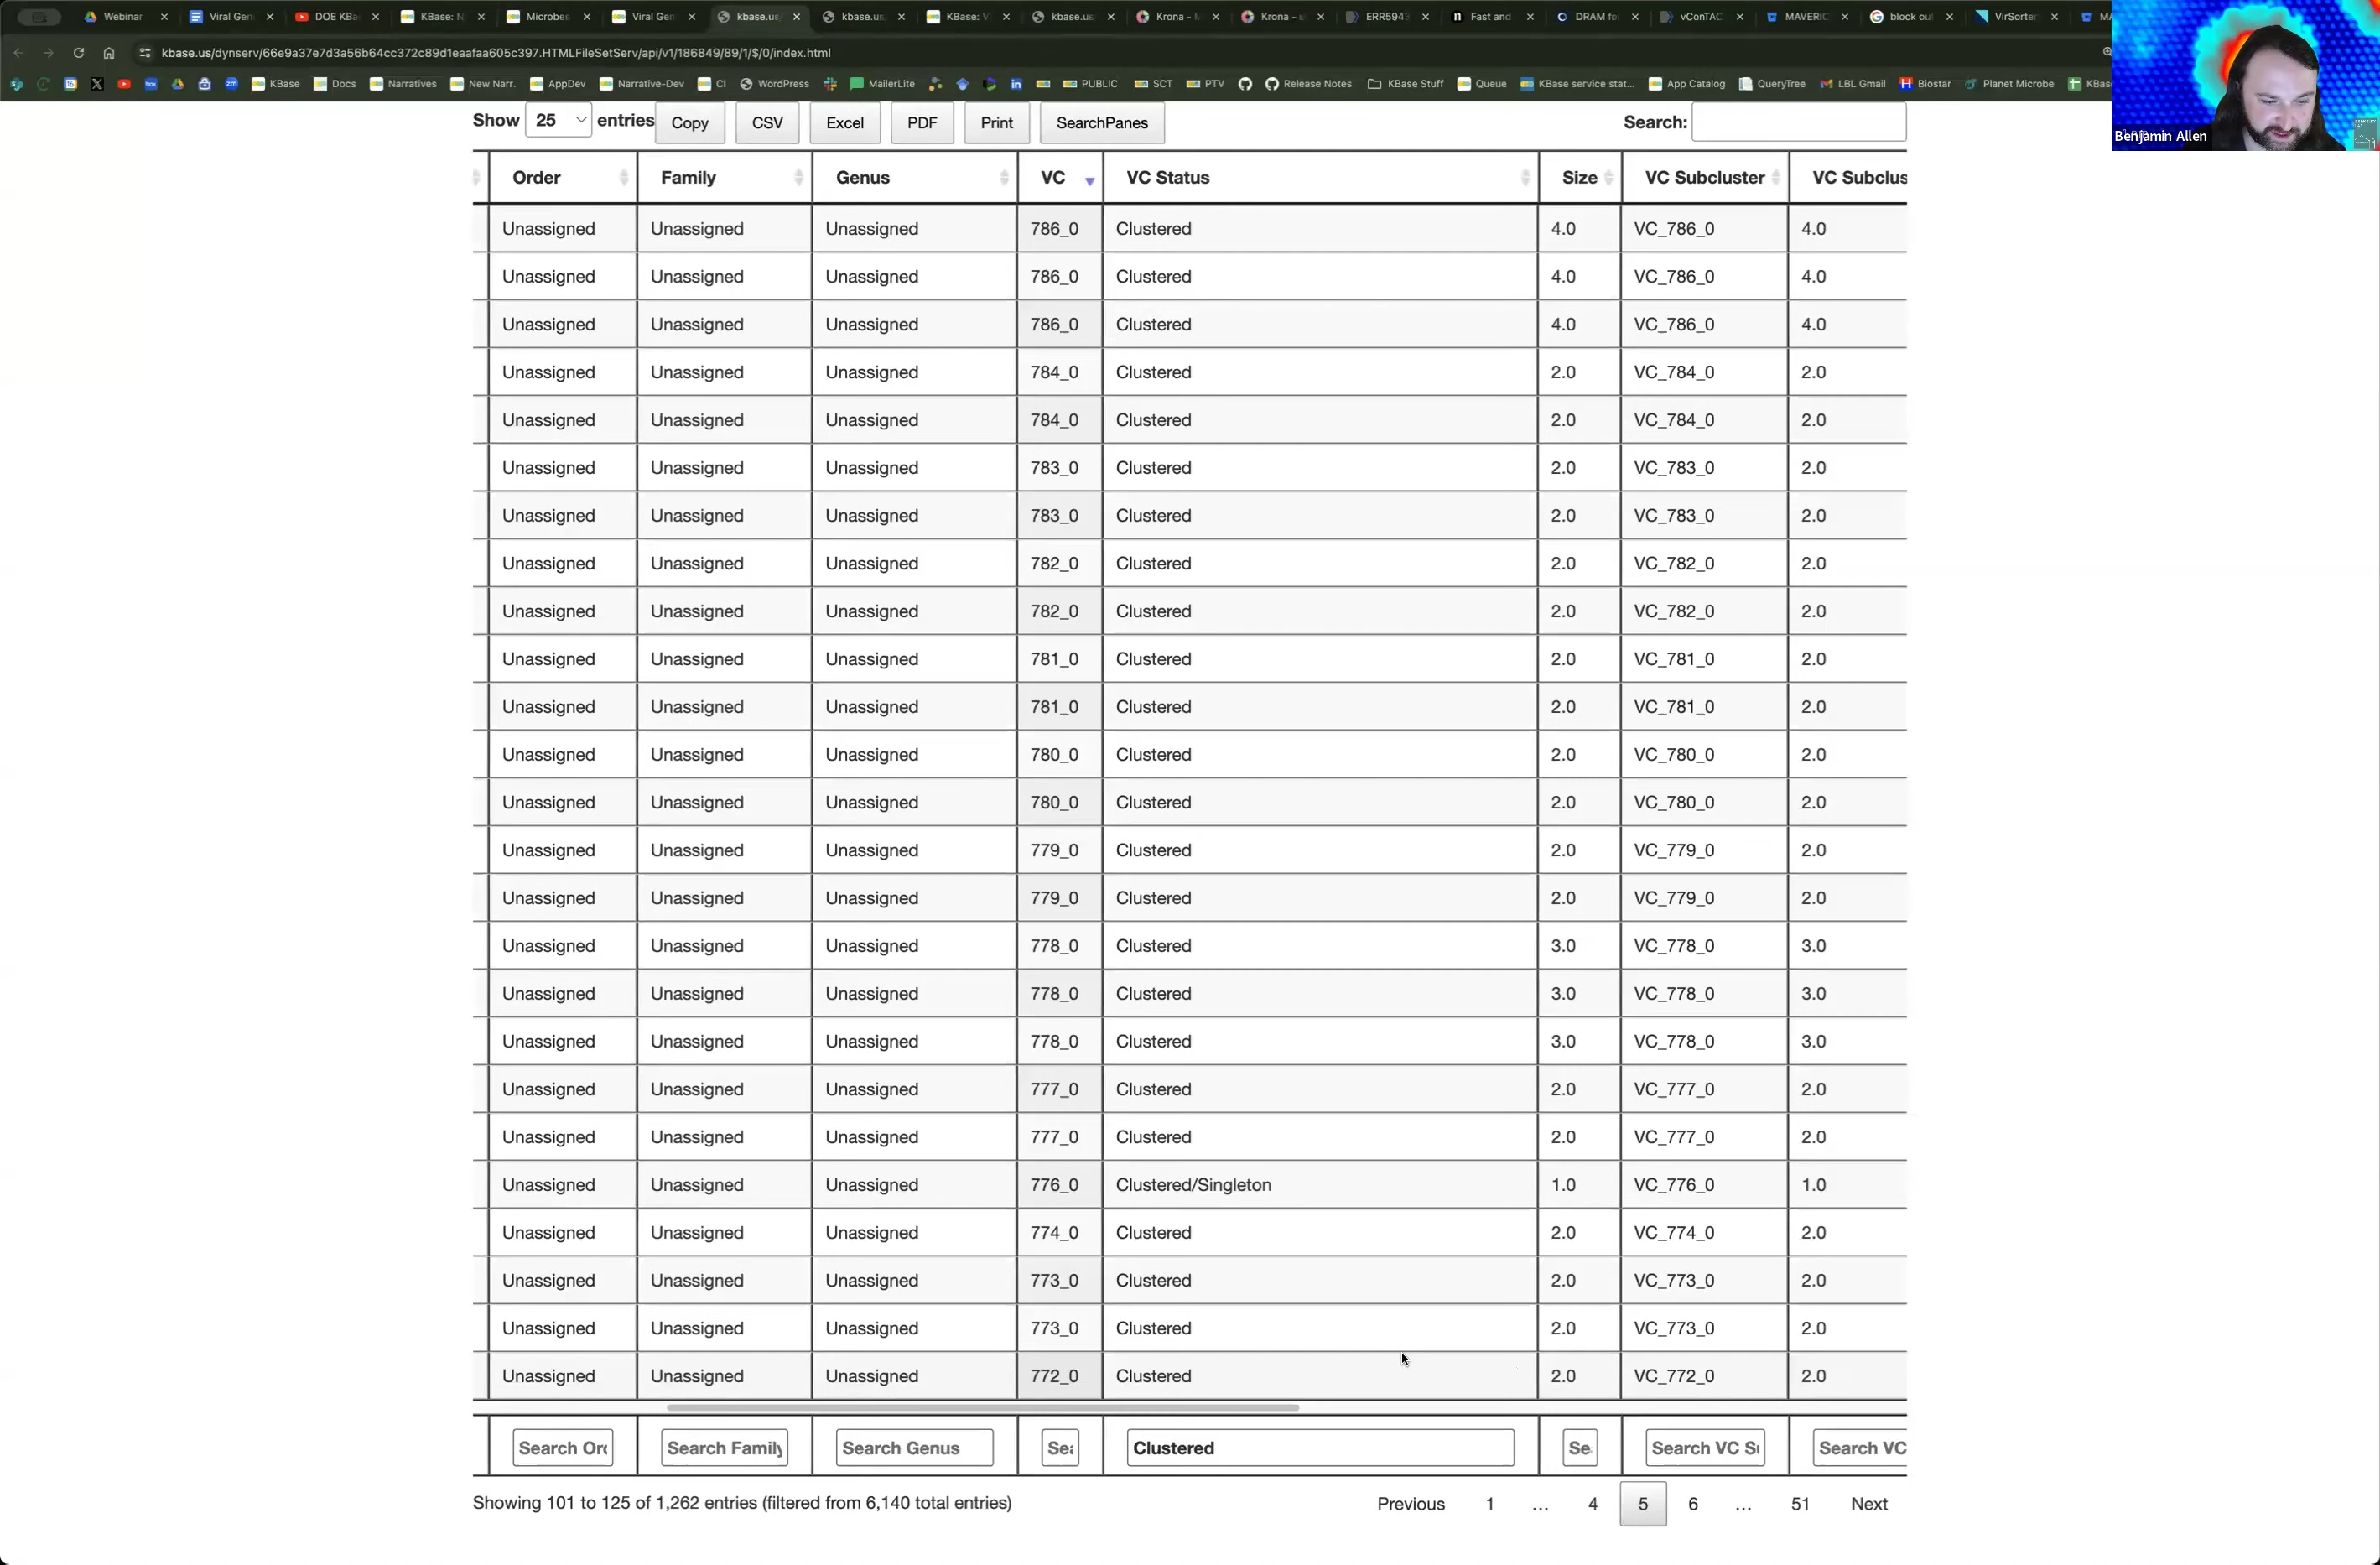 Webinar Viral Gen DOE KBa KBase: N Microbes Viral Gen kbase.us kbase.us KBase: V kbase.us Krona - M Krona - ERR5943 Fast and DRAM fo vConTAC MAVERIC block out VirSorter MA
kbase.us/dynserv/66e9a37e7d3a56b64cc372c89d1eaafaa605c397.HTMLFileSetServ/api/v1/186849/89/1/$/0/index.html
KBase Docs Narratives New Narr. AppDev Narrative-Dev CI WordPress MailerLite PUBLIC SCT PTV Release Notes KBase Stuff Queue KBase service stat... App Catalog QueryTree LBL Gmail Biostar Planet Microbe KBas
Benjamin Allen
Show 25 entries Copy CSV Excel PDF Print SearchPanes Search:
Order Family Genus VC VC Status Size VC Subcluster VC Subclus
Unassigned Unassigned Unassigned 786_0 Clustered 4.0 VC_786_0 4.0
Unassigned Unassigned Unassigned 786_0 Clustered 4.0 VC_786_0 4.0
Unassigned Unassigned Unassigned 786_0 Clustered 4.0 VC_786_0 4.0
Unassigned Unassigned Unassigned 784_0 Clustered 2.0 VC_784_0 2.0
Unassigned Unassigned Unassigned 784_0 Clustered 2.0 VC_784_0 2.0
Unassigned Unassigned Unassigned 783_0 Clustered 2.0 VC_783_0 2.0
Unassigned Unassigned Unassigned 783_0 Clustered 2.0 VC_783_0 2.0
Unassigned Unassigned Unassigned 782_0 Clustered 2.0 VC_782_0 2.0
Unassigned Unassigned Unassigned 782_0 Clustered 2.0 VC_782_0 2.0
Unassigned Unassigned Unassigned 781_0 Clustered 2.0 VC_781_0 2.0
Unassigned Unassigned Unassigned 781_0 Clustered 2.0 VC_781_0 2.0
Unassigned Unassigned Unassigned 780_0 Clustered 2.0 VC_780_0 2.0
Unassigned Unassigned Unassigned 780_0 Clustered 2.0 VC_780_0 2.0
Unassigned Unassigned Unassigned 779_0 Clustered 2.0 VC_779_0 2.0
Unassigned Unassigned Unassigned 779_0 Clustered 2.0 VC_779_0 2.0
Unassigned Unassigned Unassigned 778_0 Clustered 3.0 VC_778_0 3.0
Unassigned Unassigned Unassigned 778_0 Clustered 3.0 VC_778_0 3.0
Unassigned Unassigned Unassigned 778_0 Clustered 3.0 VC_778_0 3.0
Unassigned Unassigned Unassigned 777_0 Clustered 2.0 VC_777_0 2.0
Unassigned Unassigned Unassigned 777_0 Clustered 2.0 VC_777_0 2.0
Unassigned Unassigned Unassigned 776_0 Clustered/Singleton 1.0 VC_776_0 1.0
Unassigned Unassigned Unassigned 774_0 Clustered 2.0 VC_774_0 2.0
Unassigned Unassigned Unassigned 773_0 Clustered 2.0 VC_773_0 2.0
Unassigned Unassigned Unassigned 773_0 Clustered 2.0 VC_773_0 2.0
Unassigned Unassigned Unassigned 772_0 Clustered 2.0 VC_772_0 2.0
Search Ord Search Family Search Genus Sea Clustered Se Search VC Su Search VC
Showing 101 to 125 of 1,262 entries (filtered from 6,140 total entries) Previous 1 ... 4 5 6 ... 51 Next